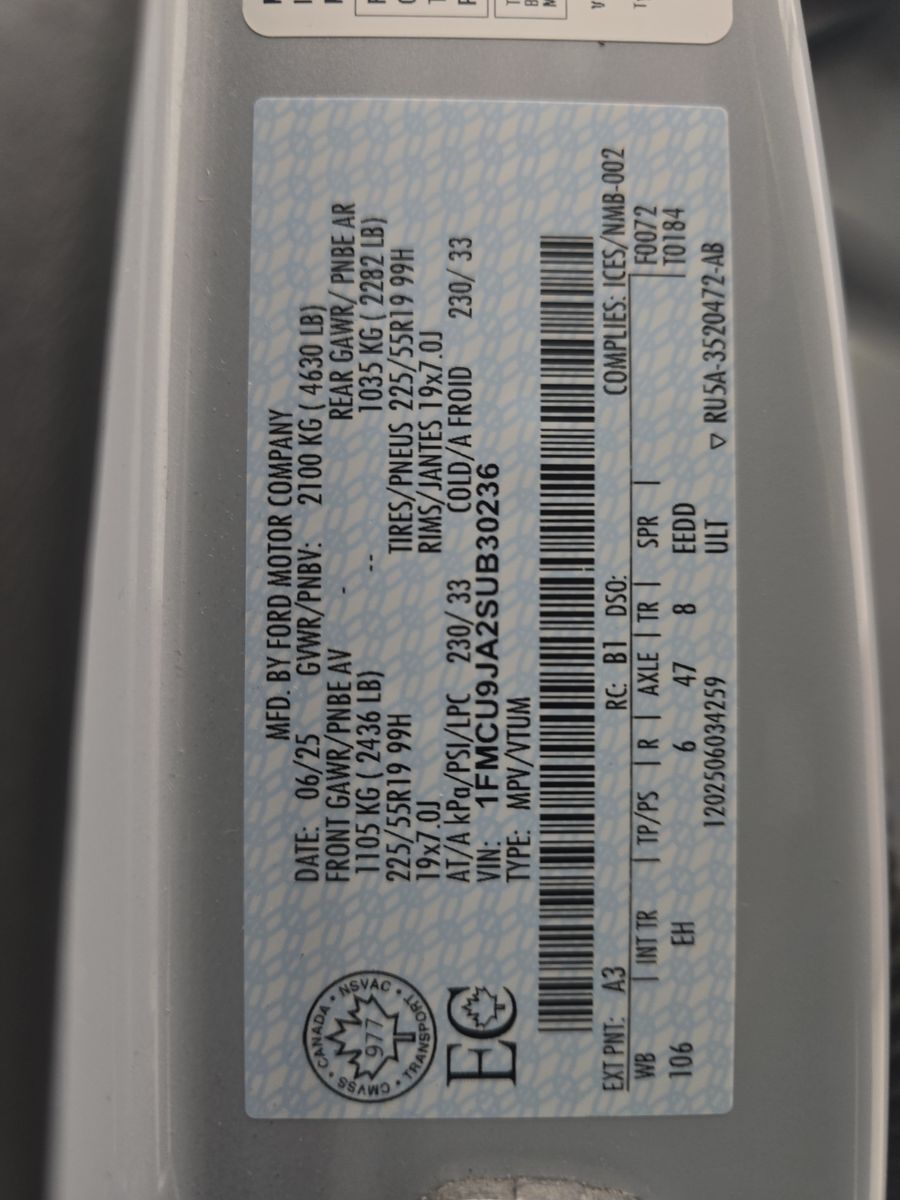 MFD. BY FORD MOTOR COMPANY
DATE: 06/25 GVWR/PNBV: 2100 KG ( 4630 LB)
FRONT GAWR/PNBE AV - REAR GAWR/ PNBE AR
1105 KG ( 2436 LB) -- 1035 KG ( 2282 LB)
225/55R19 99H TIRES/PNEUS 225/55R19 99H
19x7.0J RIMS/JANTES 19x7.0J
AT/A kPa/PSI/LPC 230/ 33 COLD/A FROID 230/ 33
VIN: 1FMCU9JA2SUB30236
TYPE: MPV/VTUM
CANADA • NSVAC • TRANSPORT • CMVSS •
977
EC
EXT PNT: A3 RC: B1 DSO: COMPLIES: ICES/NMB-002
WB | INT TR | TP/PS | R | AXLE | TR | SPR | F0072
106 EH 6 47 8 EEDD T0184
1202506034259 ULT ▽ RU5A-3520472-AB